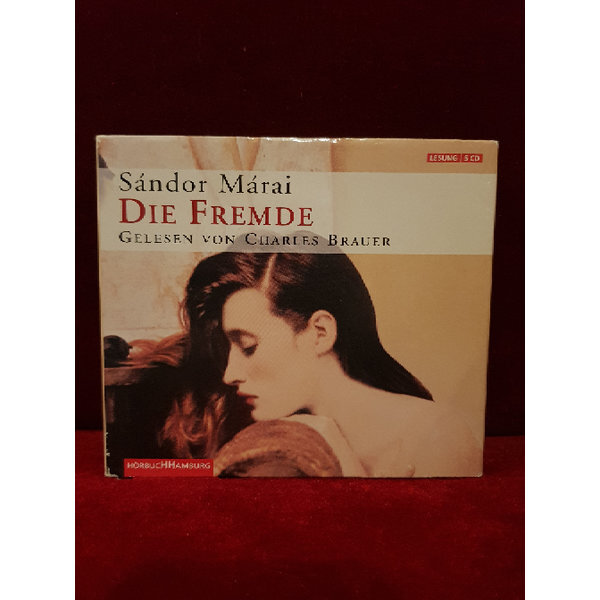 LESUNG | 5 CD
Sándor Márai
DIE FREMDE
GELESEN VON CHARLES BRAUER
HÖRBUCHHAMBURG